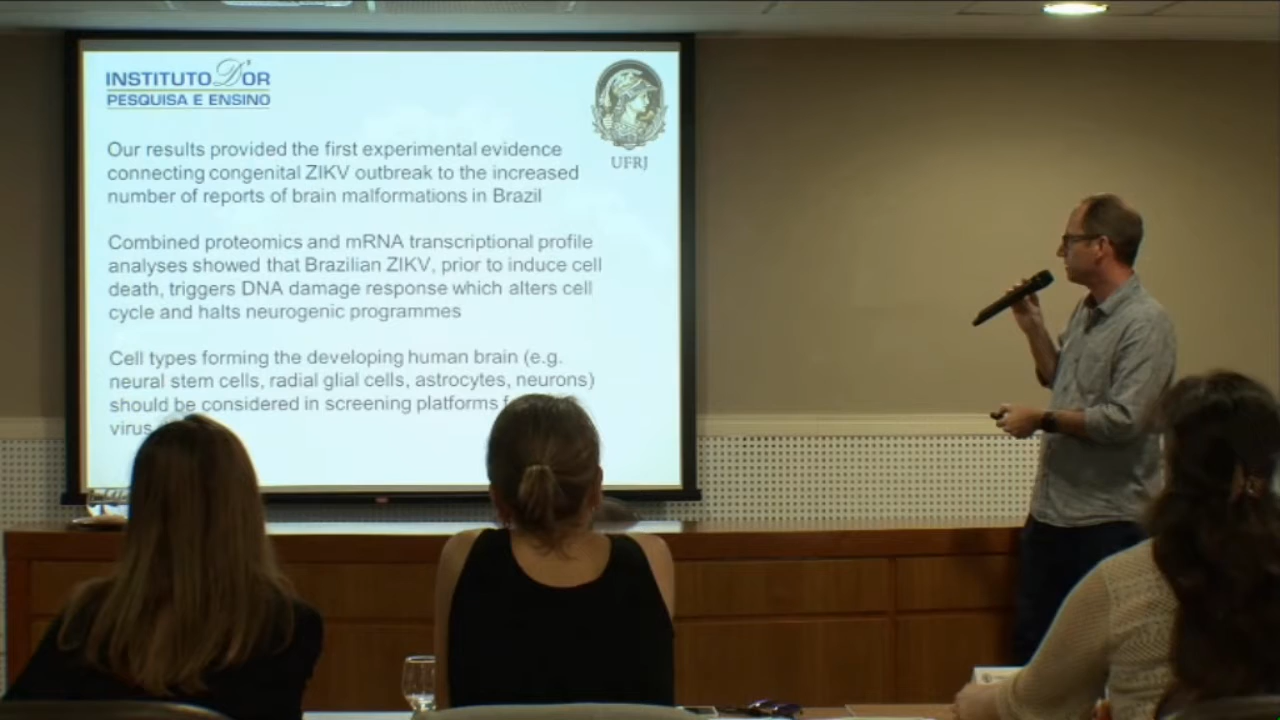 INSTITUTO D'OR
PESQUISA E ENSINO
UFRJ
Our results provided the first experimental evidence
connecting congenital ZIKV outbreak to the increased
number of reports of brain malformations in Brazil
Combined proteomics and mRNA transcriptional profile
analyses showed that Brazilian ZIKV, prior to induce cell
death, triggers DNA damage response which alters cell
cycle and halts neurogenic programmes
Cell types forming the developing human brain (e.g.
neural stem cells, radial glial cells, astrocytes, neurons)
should be considered in screening platforms
virus